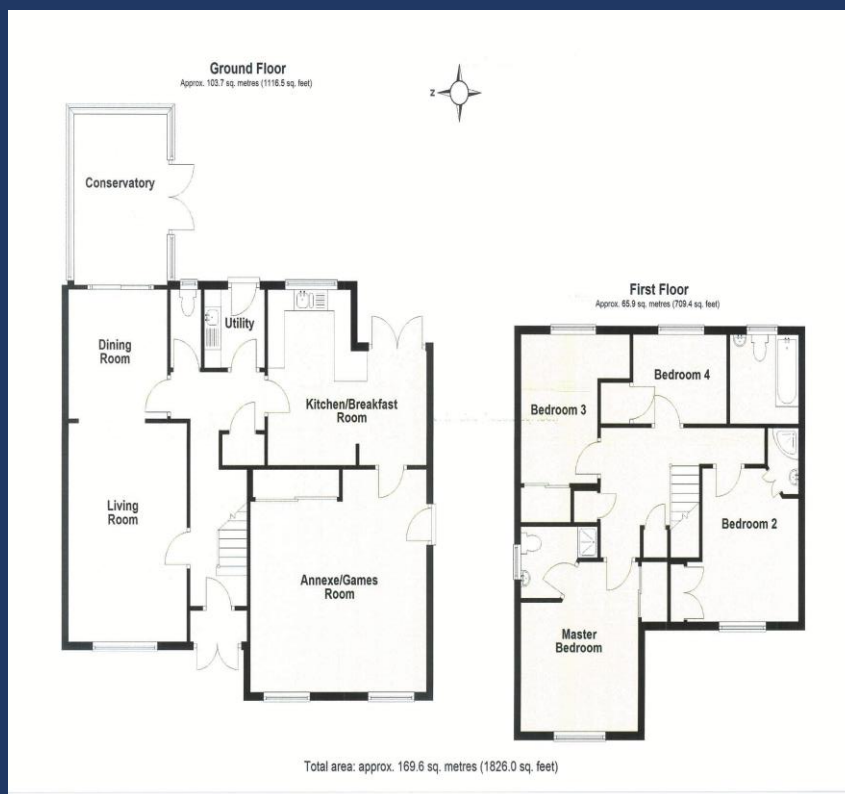 Ground Floor
Approx. 103.7 sq. metres (1116.5 sq. feet)
Z
Conservatory
Dining
Room
Utility
Kitchen/Breakfast
Room
Living
Room
Annexe/Games
Room
First Floor
Approx. 65.9 sq. metres (709.4 sq. feet)
Bedroom 3
Bedroom 4
Bedroom 2
Master
Bedroom
Total area: approx. 169.6 sq. metres (1826.0 sq. feet)